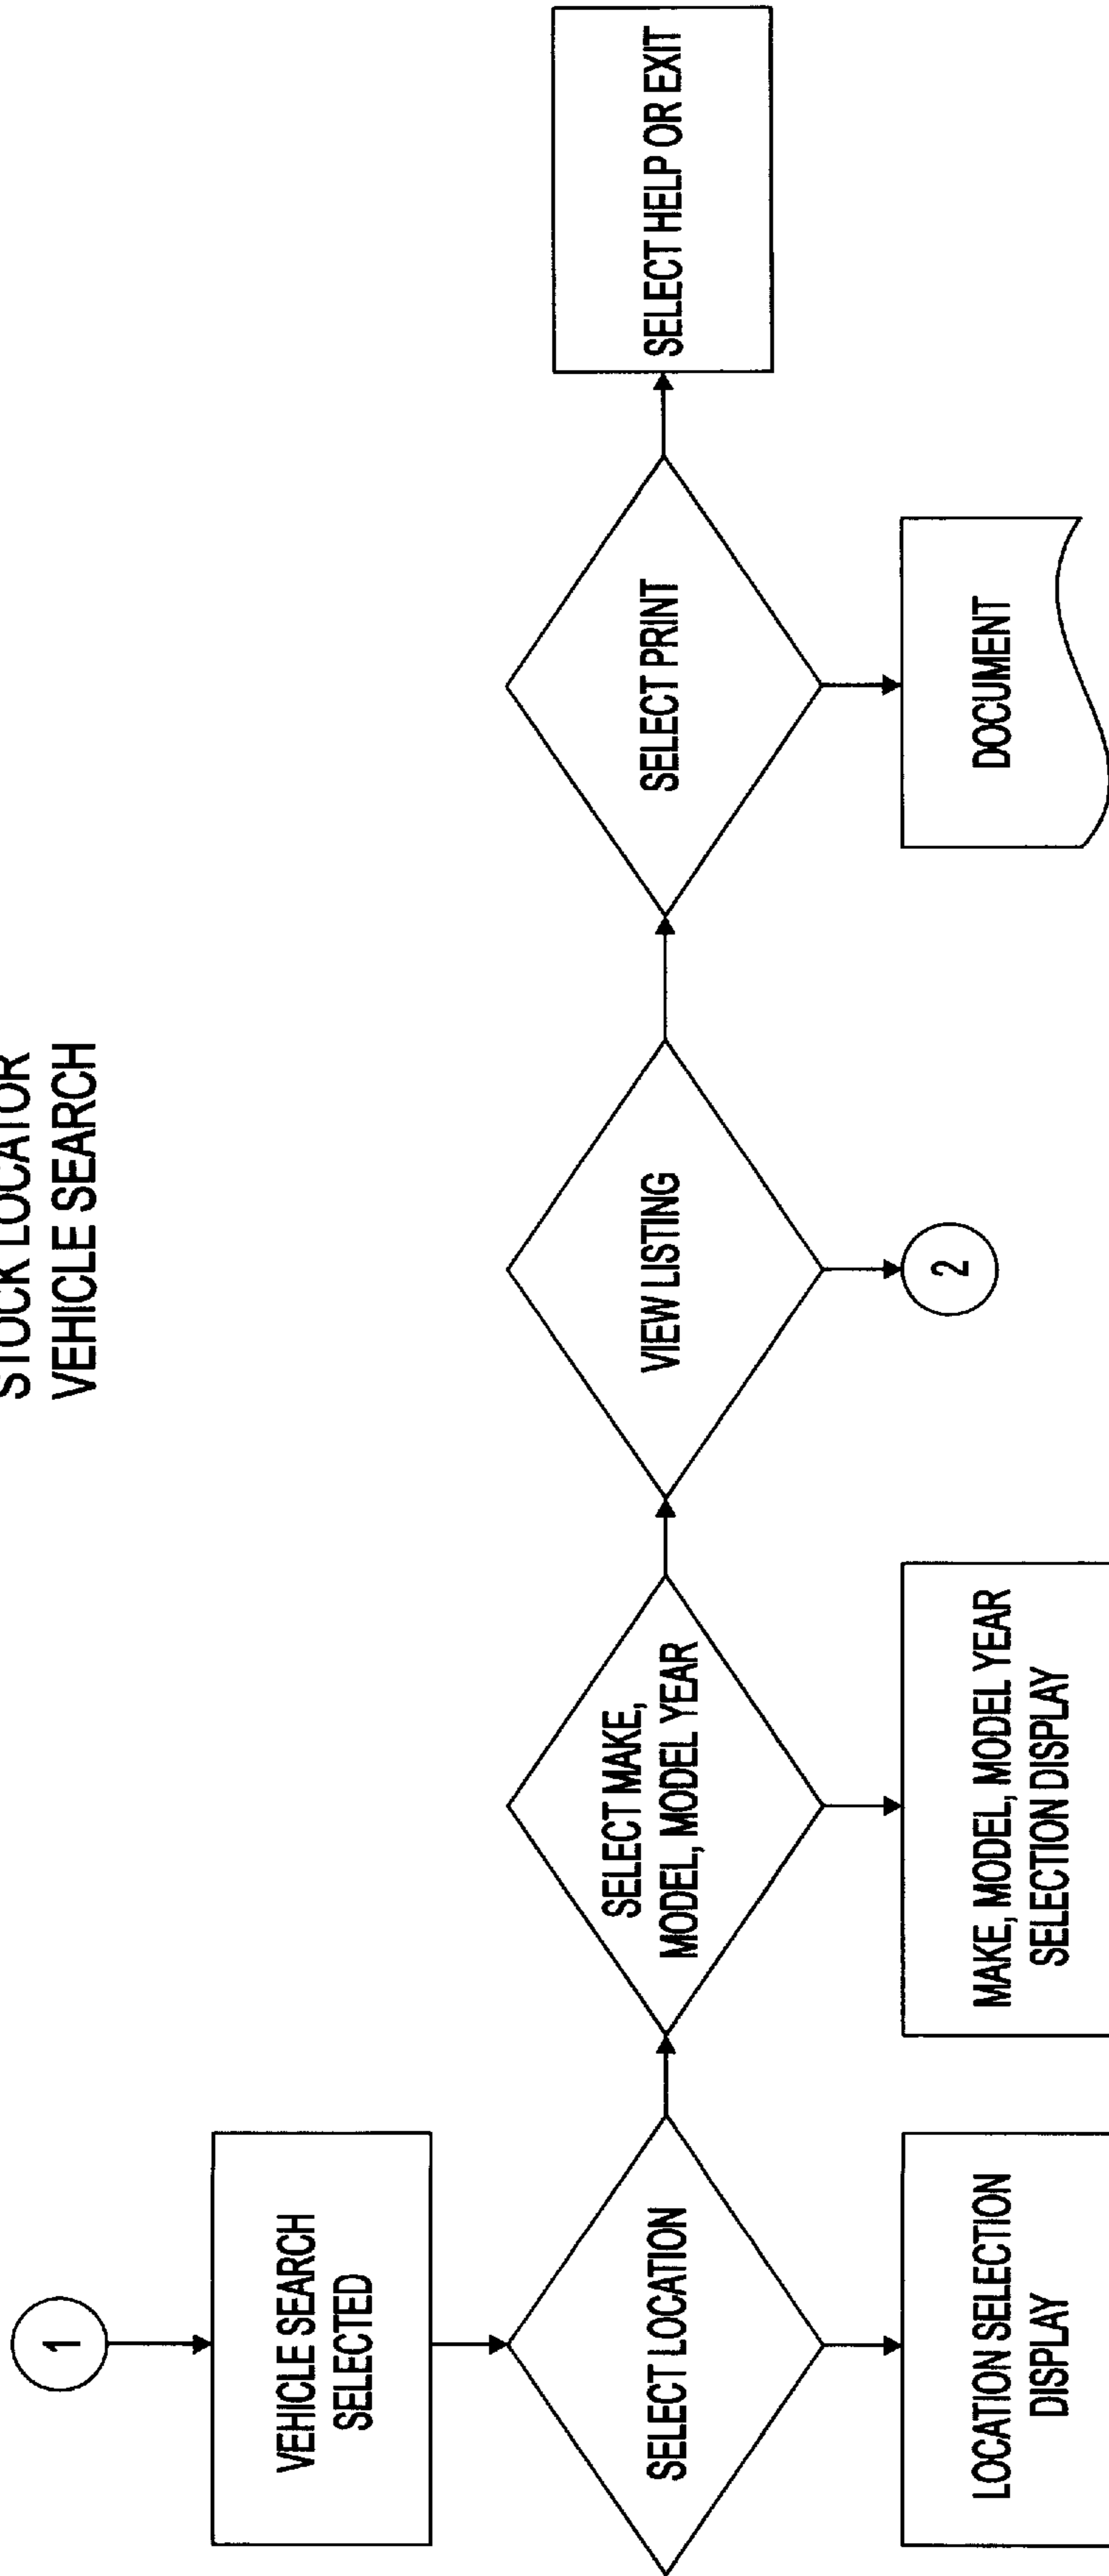 STOCK LOCATOR
VEHICLE SEARCH
1
VEHICLE SEARCH
SELECTED
SELECT LOCATION
LOCATION SELECTION
DISPLAY
SELECT MAKE,
MODEL, MODEL YEAR
MAKE, MODEL, MODEL YEAR
SELECTION DISPLAY
VIEW LISTING
2
SELECT PRINT
DOCUMENT
SELECT HELP OR EXIT